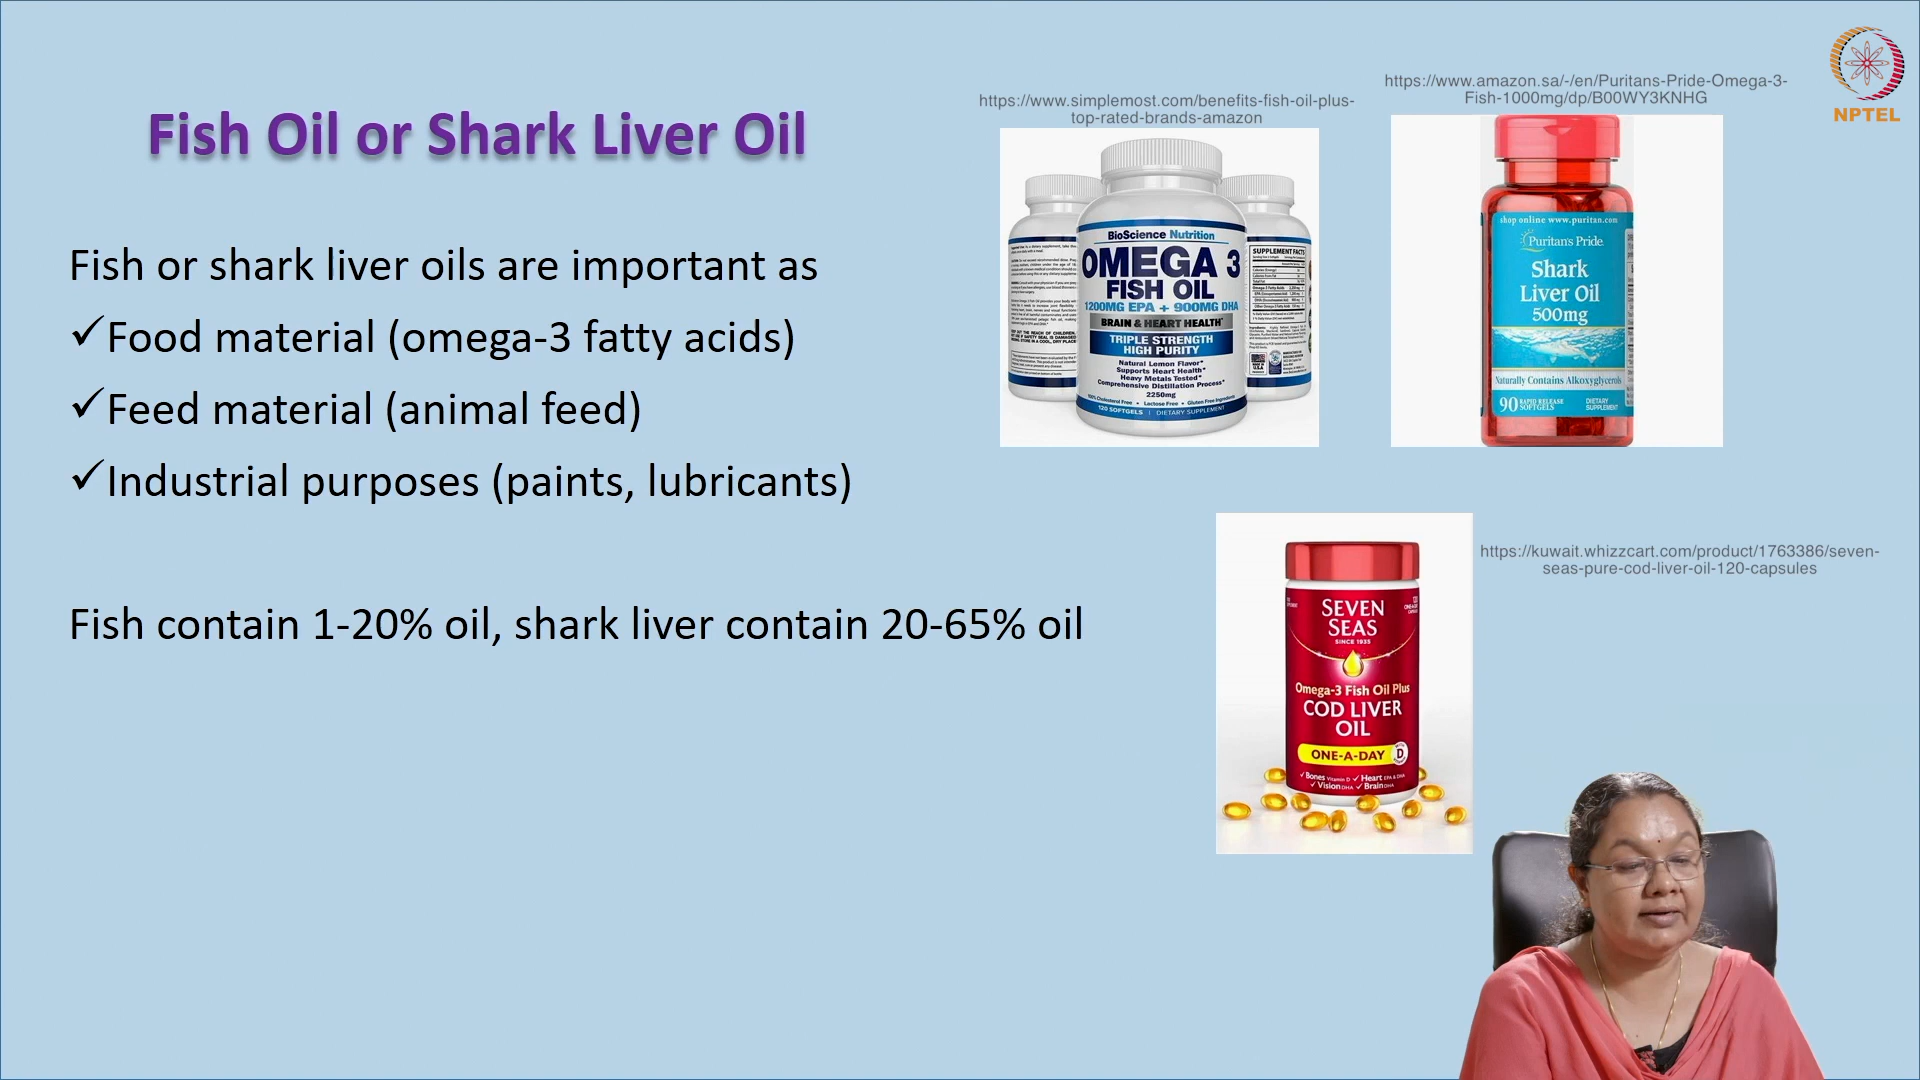 Fish Oil or Shark Liver Oil
Fish or shark liver oils are important as
✓Food material (omega-3 fatty acids)
✓Feed material (animal feed)
✓Industrial purposes (paints, lubricants)
Fish contain 1-20% oil, shark liver contain 20-65% oil
https://www.simplemost.com/benefits-fish-oil-plus-
top-rated-brands-amazon
BioScience Nutrition
OMEGA 3
FISH OIL
1200MG EPA + 900MG DHA
BRAIN & HEART HEALTH*
TRIPLE STRENGTH
HIGH PURITY
Natural Lemon Flavor*
Supports Heart Health*
Heavy Metals Tested*
Comprehensive Distillation Process*
2250mg
100% Cholesterol Free • Lactose Free • Gluten Free Ingredients
120 SOFTGELS | DIETARY SUPPLEMENT
SUPPLEMENT FACTS
https://www.amazon.sa/-/en/Puritans-Pride-Omega-3-
Fish-1000mg/dp/B00WY3KNHG
shop online www.puritan.com
Puritan's Pride
Shark
Liver Oil
500mg
Naturally Contains Alkoxyglycerols
90 RAPID RELEASE
SOFTGELS
DIETARY
SUPPLEMENT
NPTEL
https://kuwait.whizzcart.com/product/1763386/seven-
seas-pure-cod-liver-oil-120-capsules
SEVEN
SEAS
SINCE 1935
Omega-3 Fish Oil Plus
COD LIVER
OIL
ONE-A-DAY
D
✓Bones Vitamin D ✓Heart EPA & DHA
✓Vision DHA ✓Brain DHA